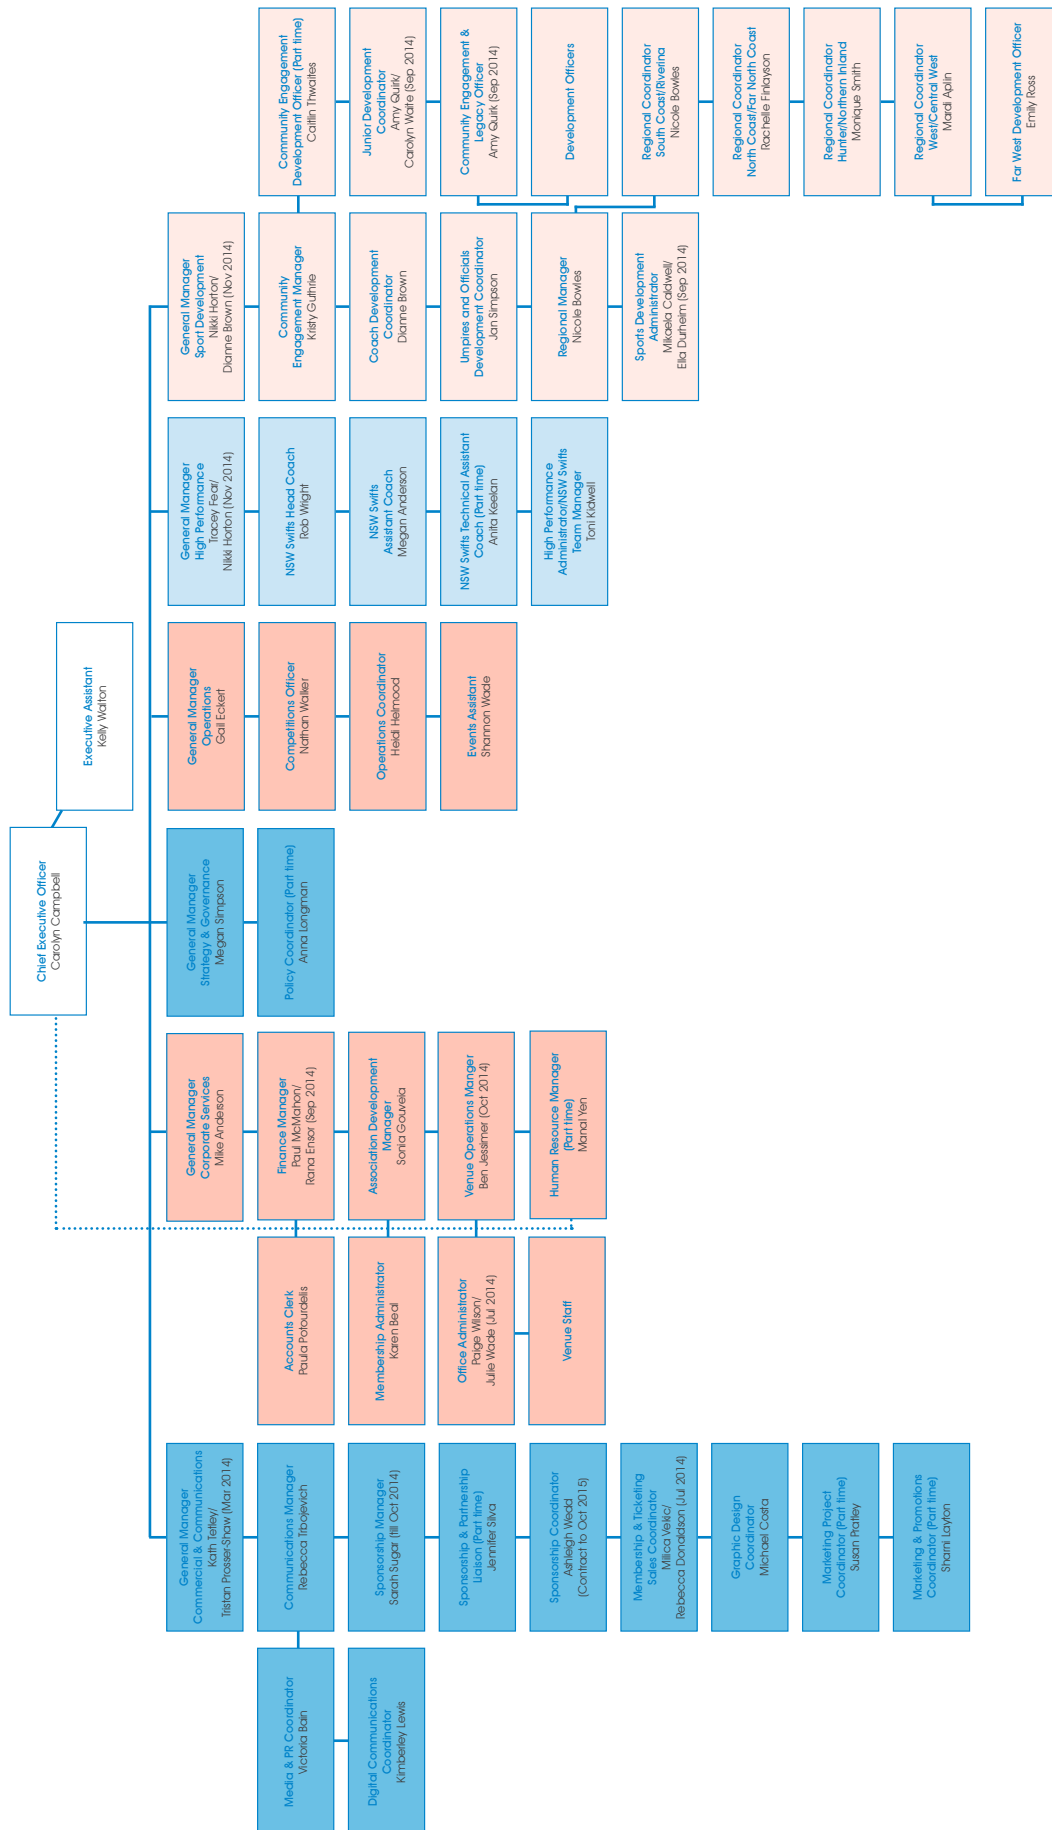 Chief Executive Officer
Carolyn Campbell
Executive Assistant
Kelly Walton
General Manager
Commercial & Communications
Kath Tetley/
Tristan Prosser-Shaw (Mar 2014)
Communications Manager
Rebecca Tribojevich
Sponsorship Manager
Sarah Sugar (till Oct 2014)
Sponsorship & Partnership
Liaison (Part time)
Jennifer Silva
Sponsorship Coordinator
Ashleigh Wedd
(Contract to Oct 2015)
Membership & Ticketing
Sales Coordinator
Milica Vekic/
Rebecca Donaldson (Jul 2014)
Graphic Design
Coordinator
Michael Costa
Marketing Project
Coordinator (Part time)
Susan Pratley
Marketing & Promotions
Coordinator (Part time)
Sharni Layton
Media & PR Coordinator
Victoria Bain
Digital Communications
Coordinator
Kimberley Lewis
General Manager
Corporate Services
Mike Anderson
Finance Manager
Paul McMahon/
Rana Ensor (Sep 2014)
Association Development
Manager
Sonia Gouveia
Venue Operations Manger
Ben Jessimer (Oct 2014)
Human Resource Manager
(Part time)
Manal Yen
Accounts Clerk
Paula Potourdelis
Membership Administrator
Karen Beal
Office Administrator
Paige Wilson/
Julie Wade (Jul 2014)
Venue Staff
General Manager
Strategy & Governance
Megan Simpson
Policy Coordinator (Part time)
Anna Longman
General Manager
Operations
Gail Eckert
Competitions Officer
Nathan Walker
Operations Coordinator
Heidi Helmood
Events Assistant
Shannon Wade
General Manager
High Performance
Tracey Fear/
Nikki Horton (Nov 2014)
NSW Swifts Head Coach
Rob Wright
NSW Swifts
Assistant Coach
Megan Anderson
NSW Swifts Technical Assistant
Coach (Part time)
Anita Keelan
High Performance
Administrator/NSW Swifts
Team Manager
Toni Kidwell
General Manager
Sport Development
Nikki Horton/
Dianne Brown (Nov 2014)
Community
Engagement Manager
Kristy Guthrie
Coach Development
Coordinator
Dianne Brown
Umpires and Officials
Development Coordinator
Jan Simpson
Regional Manager
Nicole Bowles
Sports Development
Administrator
Mikaela Caldwell/
Ella Durheim (Sep 2014)
Community Engagement
Development Officer (Part time)
Caitlin Thwaites
Junior Development
Coordinator
Amy Quirk/
Carolyn Waite (Sep 2014)
Community Engagement &
Legacy Officer
Amy Quirk (Sep 2014)
Development Officers
Regional Coordinator
South Coast/Riverina
Nicole Bowles
Regional Coordinator
North Coast/Far North Coast
Rachelle Finlayson
Regional Coordinator
Hunter/Northern Inland
Monique Smith
Regional Coordinator
West/Central West
Mardi Aplin
Far West Development Officer
Emily Ross